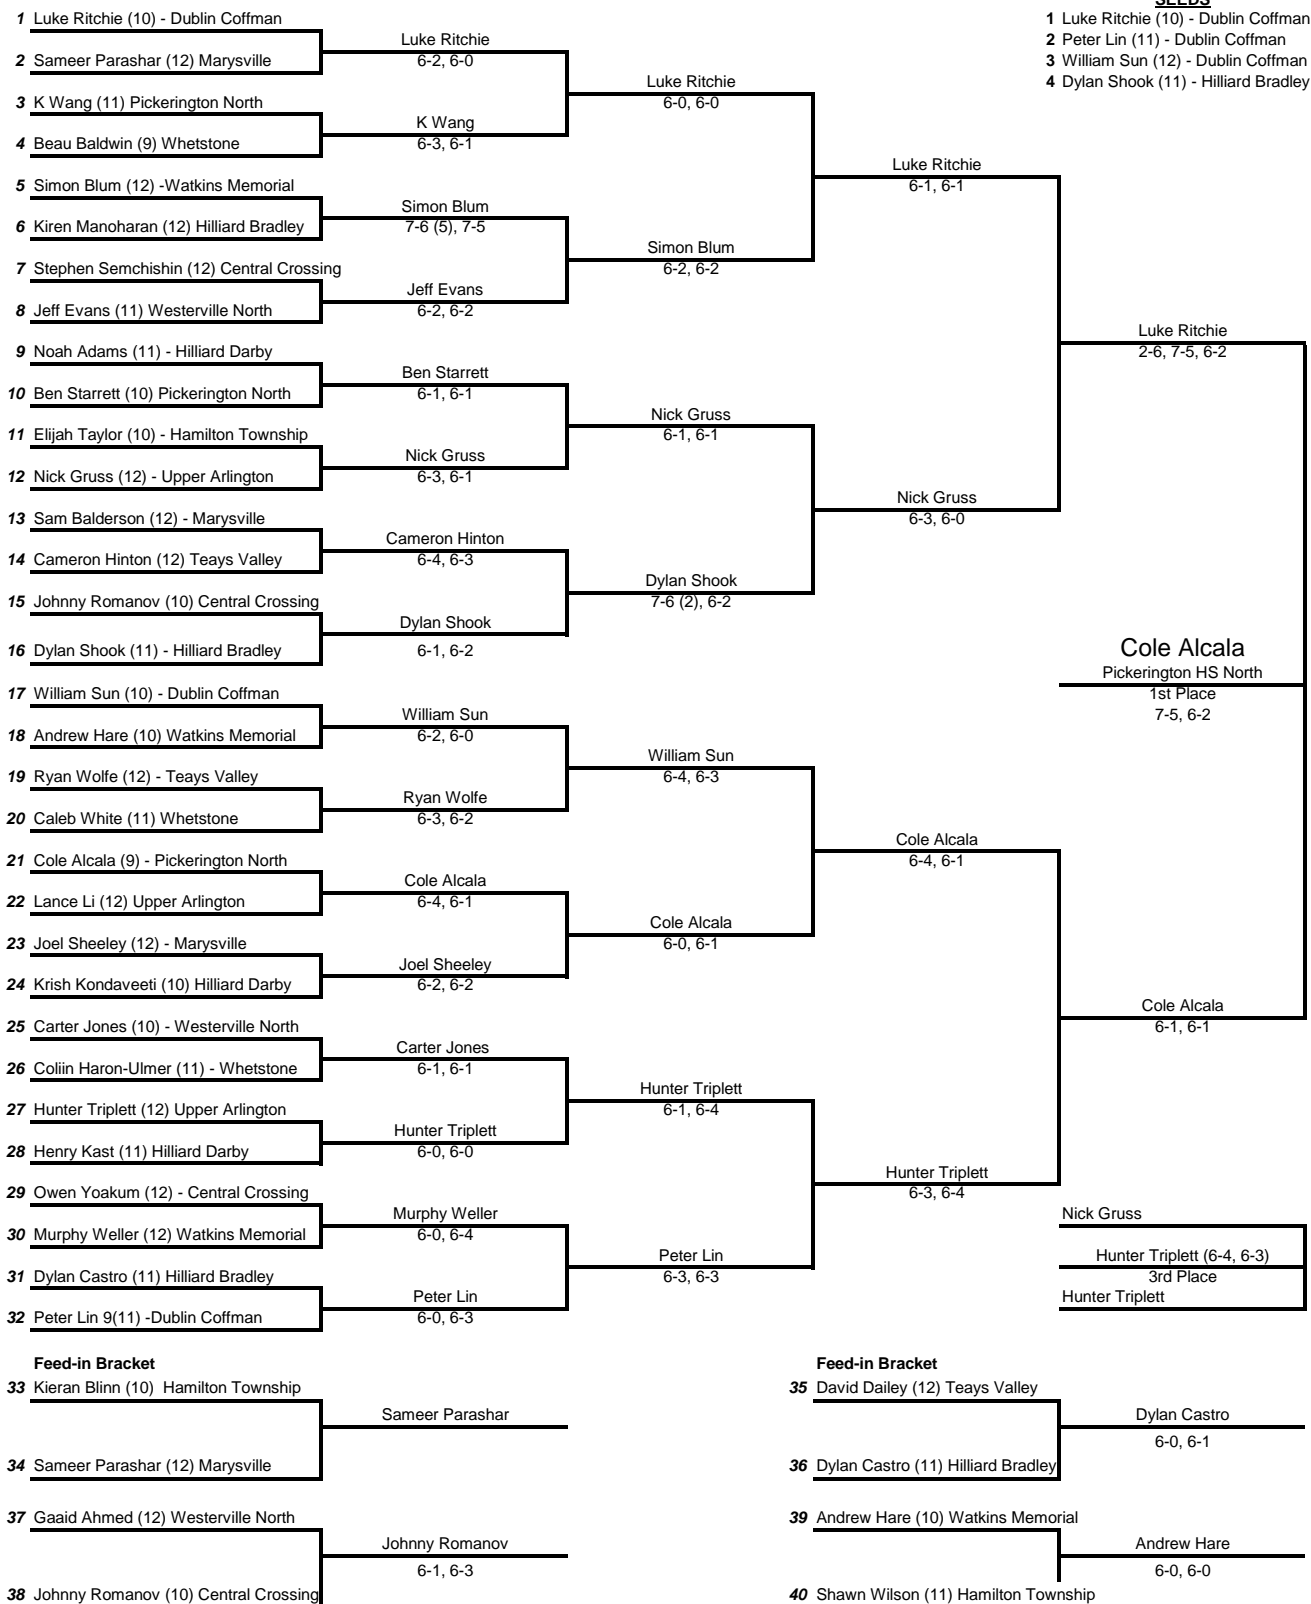 SEEDS
1 Luke Ritchie (10) - Dublin Coffman
2 Peter Lin (11) - Dublin Coffman
3 William Sun (12) - Dublin Coffman
4 Dylan Shook (11) - Hilliard Bradley
1 Luke Ritchie (10) - Dublin Coffman
2 Sameer Parashar (12) Marysville
3 K Wang (11) Pickerington North
4 Beau Baldwin (9) Whetstone
5 Simon Blum (12) -Watkins Memorial
6 Kiren Manoharan (12) Hilliard Bradley
7 Stephen Semchishin (12) Central Crossing
8 Jeff Evans (11) Westerville North
9 Noah Adams (11) - Hilliard Darby
10 Ben Starrett (10) Pickerington North
11 Elijah Taylor (10) - Hamilton Township
12 Nick Gruss (12) - Upper Arlington
13 Sam Balderson (12) - Marysville
14 Cameron Hinton (12) Teays Valley
15 Johnny Romanov (10) Central Crossing
16 Dylan Shook (11) - Hilliard Bradley
17 William Sun (10) - Dublin Coffman
18 Andrew Hare (10) Watkins Memorial
19 Ryan Wolfe (12) - Teays Valley
20 Caleb White (11) Whetstone
21 Cole Alcala (9) - Pickerington North
22 Lance Li (12) Upper Arlington
23 Joel Sheeley (12) - Marysville
24 Krish Kondaveeti (10) Hilliard Darby
25 Carter Jones (10) - Westerville North
26 Coliin Haron-Ulmer (11) - Whetstone
27 Hunter Triplett (12) Upper Arlington
28 Henry Kast (11) Hilliard Darby
29 Owen Yoakum (12) - Central Crossing
30 Murphy Weller (12) Watkins Memorial
31 Dylan Castro (11) Hilliard Bradley
32 Peter Lin 9(11) -Dublin Coffman
Luke Ritchie
6-2, 6-0
K Wang
6-3, 6-1
Simon Blum
7-6 (5), 7-5
Jeff Evans
6-2, 6-2
Ben Starrett
6-1, 6-1
Nick Gruss
6-3, 6-1
Cameron Hinton
6-4, 6-3
Dylan Shook
6-1, 6-2
William Sun
6-2, 6-0
Ryan Wolfe
6-3, 6-2
Cole Alcala
6-4, 6-1
Joel Sheeley
6-2, 6-2
Carter Jones
6-1, 6-1
Hunter Triplett
6-0, 6-0
Murphy Weller
6-0, 6-4
Peter Lin
6-0, 6-3
Luke Ritchie
6-0, 6-0
Simon Blum
6-2, 6-2
Nick Gruss
6-1, 6-1
Dylan Shook
7-6 (2), 6-2
William Sun
6-4, 6-3
Cole Alcala
6-0, 6-1
Hunter Triplett
6-1, 6-4
Peter Lin
6-3, 6-3
Luke Ritchie
6-1, 6-1
Nick Gruss
6-3, 6-0
Cole Alcala
6-4, 6-1
Hunter Triplett
6-3, 6-4
Luke Ritchie
2-6, 7-5, 6-2
Cole Alcala
Pickerington HS North
1st Place
7-5, 6-2
Cole Alcala
6-1, 6-1
Nick Gruss
Hunter Triplett (6-4, 6-3)
3rd Place
Hunter Triplett
Feed-in Bracket
33 Kieran Blinn (10) Hamilton Township
Sameer Parashar
34 Sameer Parashar (12) Marysville
37 Gaaid Ahmed (12) Westerville North
Johnny Romanov
6-1, 6-3
38 Johnny Romanov (10) Central Crossing
Feed-in Bracket
35 David Dailey (12) Teays Valley
Dylan Castro
6-0, 6-1
36 Dylan Castro (11) Hilliard Bradley
39 Andrew Hare (10) Watkins Memorial
Andrew Hare
6-0, 6-0
40 Shawn Wilson (11) Hamilton Township